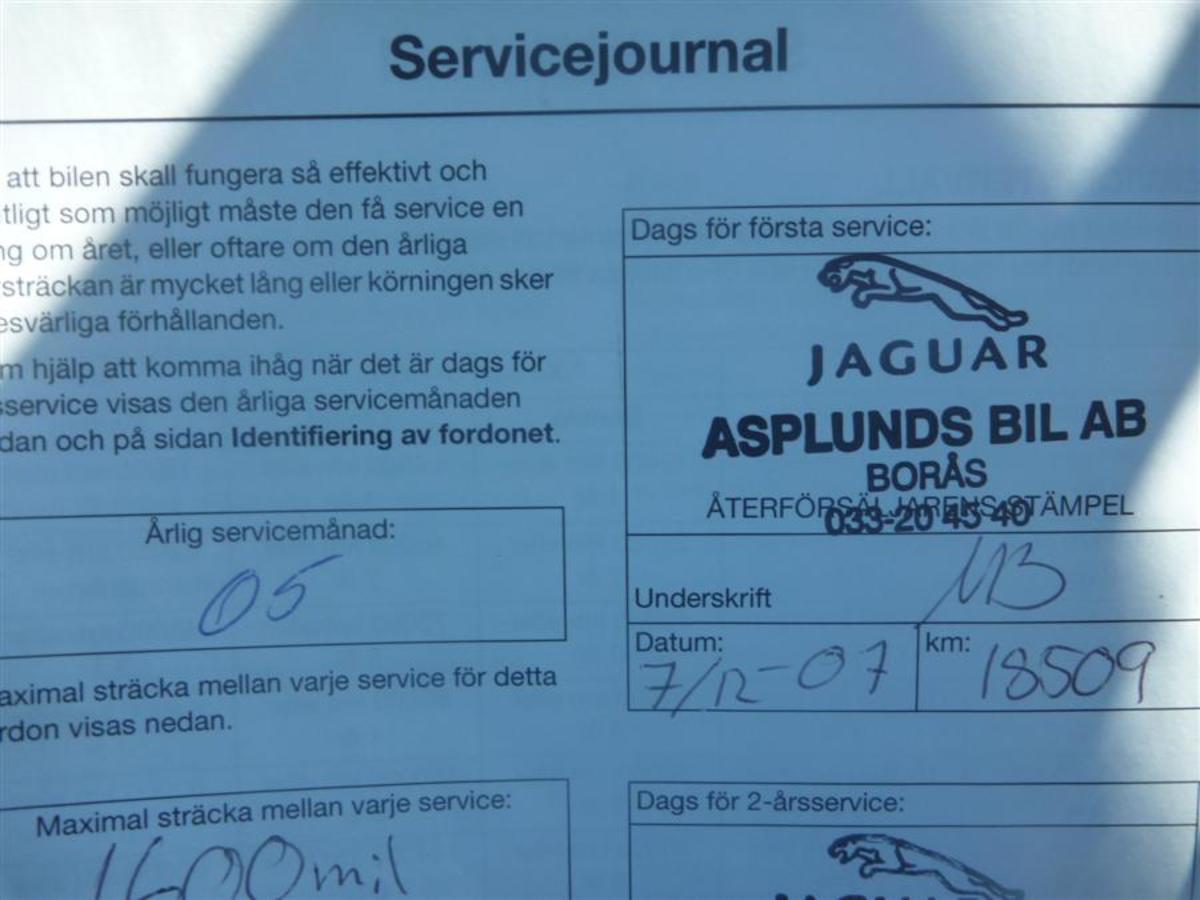 Servicejournal
att bilen skall fungera så effektivt och
tligt som möjligt måste den få service en
ng om året, eller oftare om den årliga
sträckan är mycket lång eller körningen sker
esvärliga förhållanden.
m hjälp att komma ihåg när det är dags för
sservice visas den årliga servicemånaden
dan och på sidan Identifiering av fordonet.
Årlig servicemånad:
05
aximal sträcka mellan varje service för detta
rdon visas nedan.
Maximal sträcka mellan varje service:
1600 mil
Dags för första service:
JAGUAR
ASPLUNDS BIL AB
BORÅS
ÅTERFÖRSÄLJARENS STÄMPEL
033-20 45 40
Underskrift
MB
Datum:
7/12-07
km:
18509
Dags för 2-årsservice:
JAGUAR